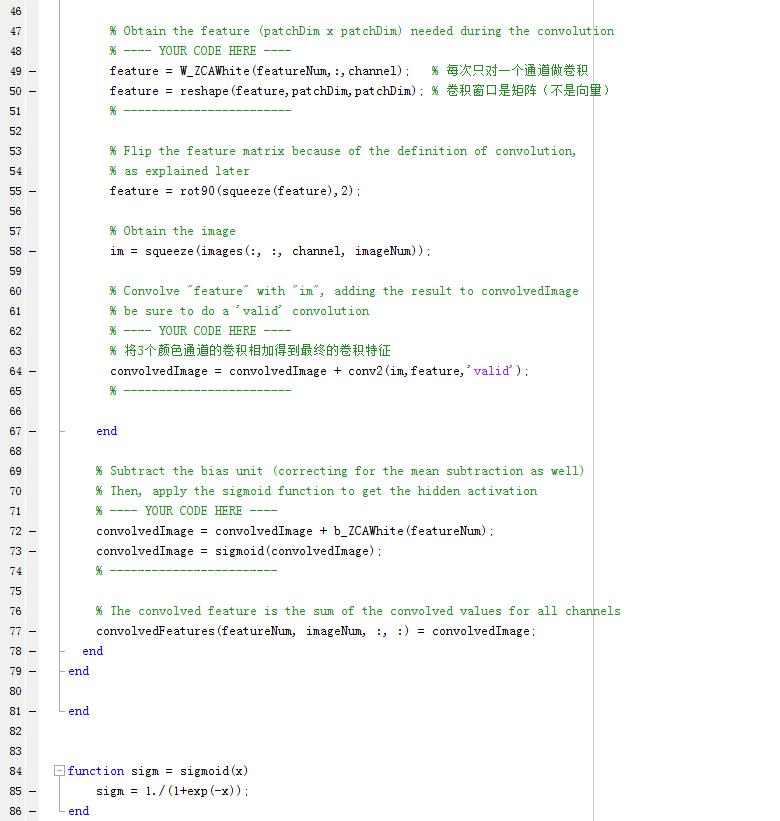 46
47 % Obtain the feature (patchDim x patchDim) needed during the convolution
48 % ---- YOUR CODE HERE ----
49 – feature = W_ZCAWhite(featureNum,:,channel); % 每次只对一个通道做卷积
50 – feature = reshape(feature,patchDim,patchDim); % 卷积窗口是矩阵（不是向量）
51 % ------------------------
52
53 % Flip the feature matrix because of the definition of convolution,
54 % as explained later
55 – feature = rot90(squeeze(feature),2);
56
57 % Obtain the image
58 – im = squeeze(images(:, :, channel, imageNum));
59
60 % Convolve "feature" with "im", adding the result to convolvedImage
61 % be sure to do a 'valid' convolution
62 % ---- YOUR CODE HERE ----
63 % 将3个颜色通道的卷积相加得到最终的卷积特征
64 – convolvedImage = convolvedImage + conv2(im,feature,'valid');
65 % ------------------------
66
67 – end
68
69 % Subtract the bias unit (correcting for the mean subtraction as well)
70 % Then, apply the sigmoid function to get the hidden activation
71 % ---- YOUR CODE HERE ----
72 – convolvedImage = convolvedImage + b_ZCAWhite(featureNum);
73 – convolvedImage = sigmoid(convolvedImage);
74 % ------------------------
75
76 % The convolved feature is the sum of the convolved values for all channels
77 – convolvedFeatures(featureNum, imageNum, :, :) = convolvedImage;
78 – end
79 – end
80
81 – end
82
83
84 function sigm = sigmoid(x)
85 – sigm = 1./(1+exp(-x));
86 – end